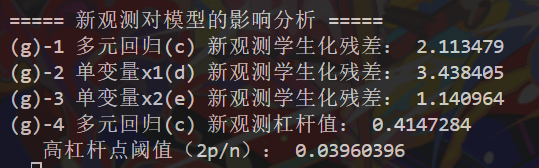 ===== 新观测对模型的影响分析 =====
(g)-1 多元回归(c) 新观测学生化残差： 2.113479
(g)-2 单变量x1(d) 新观测学生化残差： 3.438405
(g)-3 单变量x2(e) 新观测学生化残差： 1.140964
(g)-4 多元回归(c) 新观测杠杆值： 0.4147284
高杠杆点阈值（2p/n）： 0.03960396